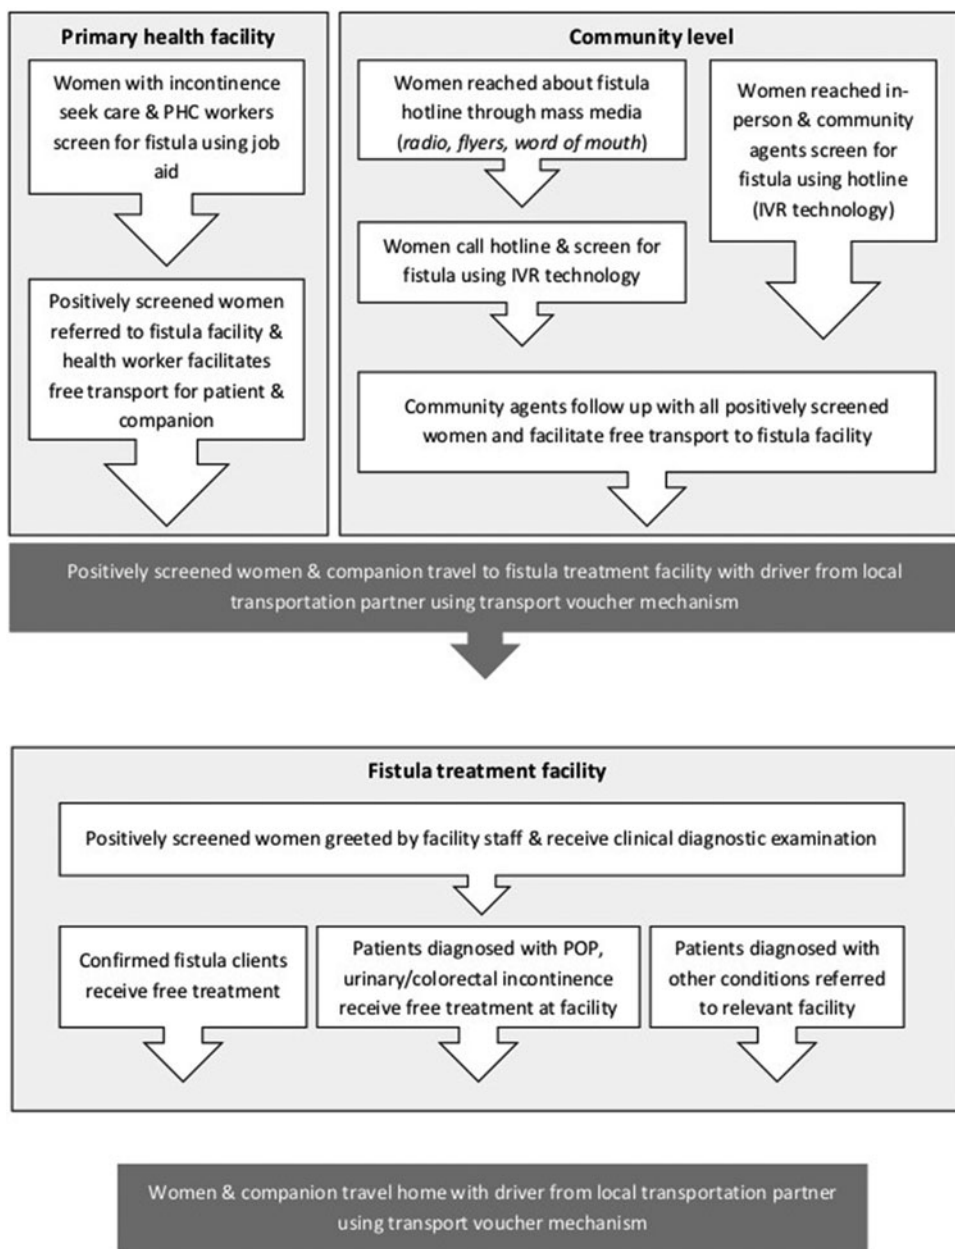 Primary health facility
Women with incontinence
seek care & PHC workers
screen for fistula using job
aid
Positively screened women
referred to fistula facility &
health worker facilitates
free transport for patient &
companion
Community level
Women reached about fistula
hotline through mass media
(radio, flyers, word of mouth)
Women call hotline & screen for
fistula using IVR technology
Women reached in-
person & community
agents screen for
fistula using hotline
(IVR technology)
Community agents follow up with all positively screened
women and facilitate free transport to fistula facility
Positively screened women & companion travel to fistula treatment facility with driver from local
transportation partner using transport voucher mechanism
Fistula treatment facility
Positively screened women greeted by facility staff & receive clinical diagnostic examination
Confirmed fistula clients
receive free treatment
Patients diagnosed with POP,
urinary/colorectal incontinence
receive free treatment at facility
Patients diagnosed with
other conditions referred
to relevant facility
Women & companion travel home with driver from local transportation partner
using transport voucher mechanism